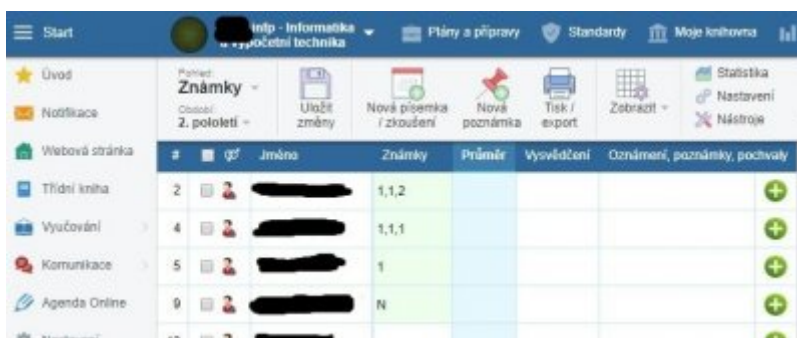 Start
infp - Informatika
a výpočetní technika
Plány a přípravy
Standardy
Moje knihovna
Úvod
Notifikace
Webová stránka
Třídní kniha
Vyučování
Komunikace
Agenda Online
Nastavení
Pohled:
Známky
Období:
2. pololetí
Uložit
změny
Nová písemka
/ zkoušení
Nová
poznámka
Tisk /
export
Zobrazit
Statistika
Nastavení
Nástroje
# Jméno Známky Průměr Vysvědčení Oznámení, poznámky, pochvaly
2 1,1,2
4 1,1,1
5 1
9 N